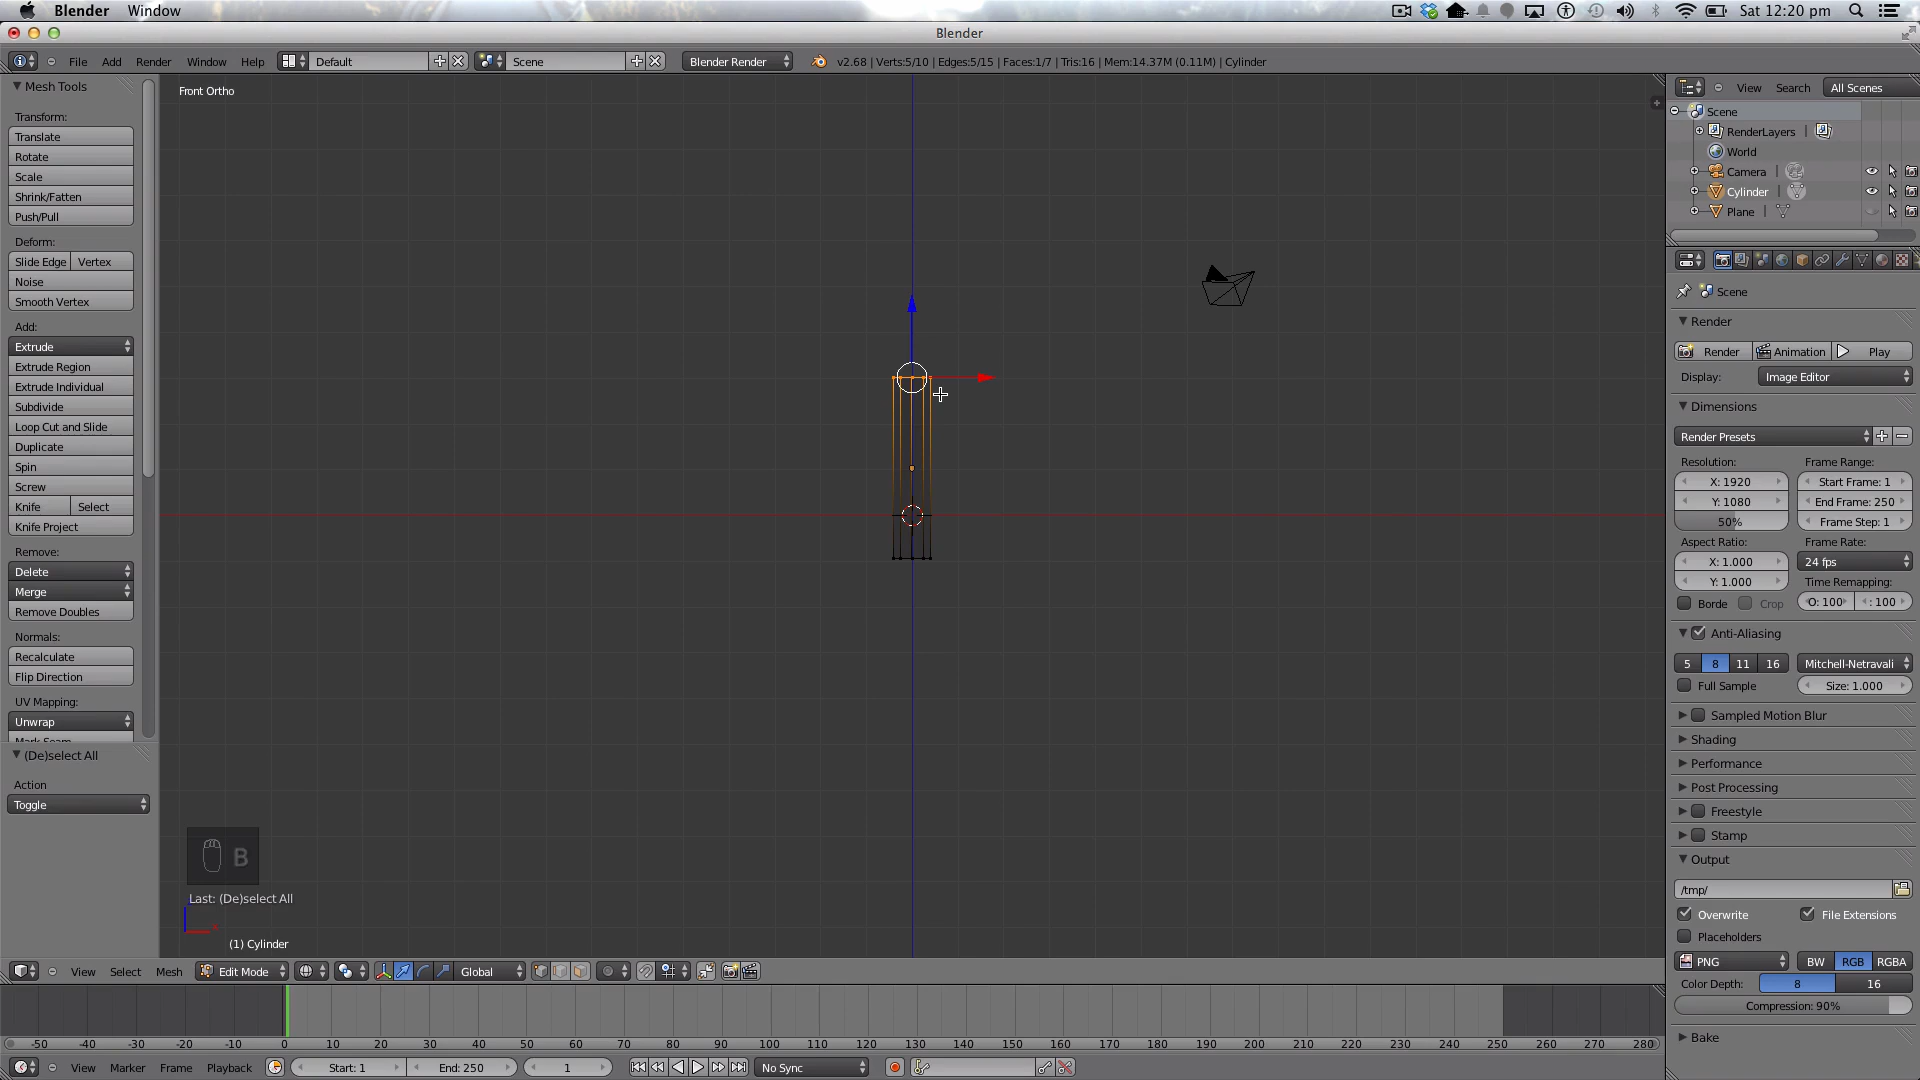 Blender Window Sat 12:20 pm
Blender
File Add Render Window Help Default Scene Blender Render v2.68 | Verts:5/10 | Edges:5/15 | Faces:1/7 | Tris:16 | Mem:14.37M (0.11M) | Cylinder
Mesh Tools
Transform:
Translate
Rotate
Scale
Shrink/Fatten
Push/Pull
Deform:
Slide Edge Vertex
Noise
Smooth Vertex
Add:
Extrude
Extrude Region
Extrude Individual
Subdivide
Loop Cut and Slide
Duplicate
Spin
Screw
Knife Select
Knife Project
Remove:
Delete
Merge
Remove Doubles
Normals:
Recalculate
Flip Direction
UV Mapping:
Unwrap
Mark Seam
(De)select All
Action
Toggle
Front Ortho
B
Last: (De)select All
(1) Cylinder
View Select Mesh Edit Mode Global
-50 -40 -30 -20 -10 0 10 20 30 40 50 60 70 80 90 100 110 120 130 140 150 160 170 180 190 200 210 220 230 240 250 260 270 280
View Marker Frame Playback Start: 1 End: 250 1 No Sync
View Search All Scenes
Scene
RenderLayers
World
Camera
Cylinder
Plane
Scene
Render
Render Animation Play
Display: Image Editor
Dimensions
Render Presets
Resolution: Frame Range:
X: 1920 Start Frame: 1
Y: 1080 End Frame: 250
50% Frame Step: 1
Aspect Ratio: Frame Rate:
X: 1.000 24 fps
Y: 1.000 Time Remapping:
Borde Crop O: 100 : 100
Anti-Aliasing
5 8 11 16 Mitchell-Netravali
Full Sample Size: 1.000
Sampled Motion Blur
Shading
Performance
Post Processing
Freestyle
Stamp
Output
/tmp/
Overwrite File Extensions
Placeholders
PNG BW RGB RGBA
Color Depth: 8 16
Compression: 90%
Bake